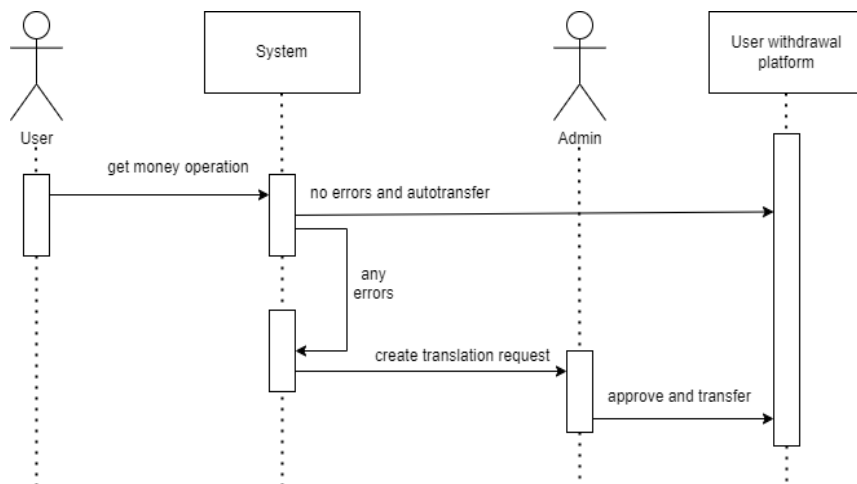 System
User withdrawal
platform
User
Admin
get money operation
no errors and autotransfer
any
errors
create translation request
approve and transfer